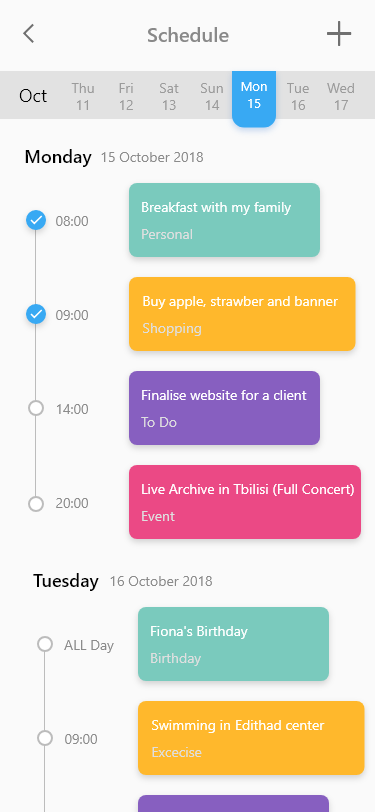 Schedule
Oct
Thu 11
Fri 12
Sat 13
Sun 14
Mon 15
Tue 16
Wed 17
Monday 15 October 2018
08:00
Breakfast with my family
Personal
09:00
Buy apple, strawber and banner
Shopping
14:00
Finalise website for a client
To Do
20:00
Live Archive in Tbilisi (Full Concert)
Event
Tuesday 16 October 2018
ALL Day
Fiona's Birthday
Birthday
09:00
Swimming in Edithad center
Excecise